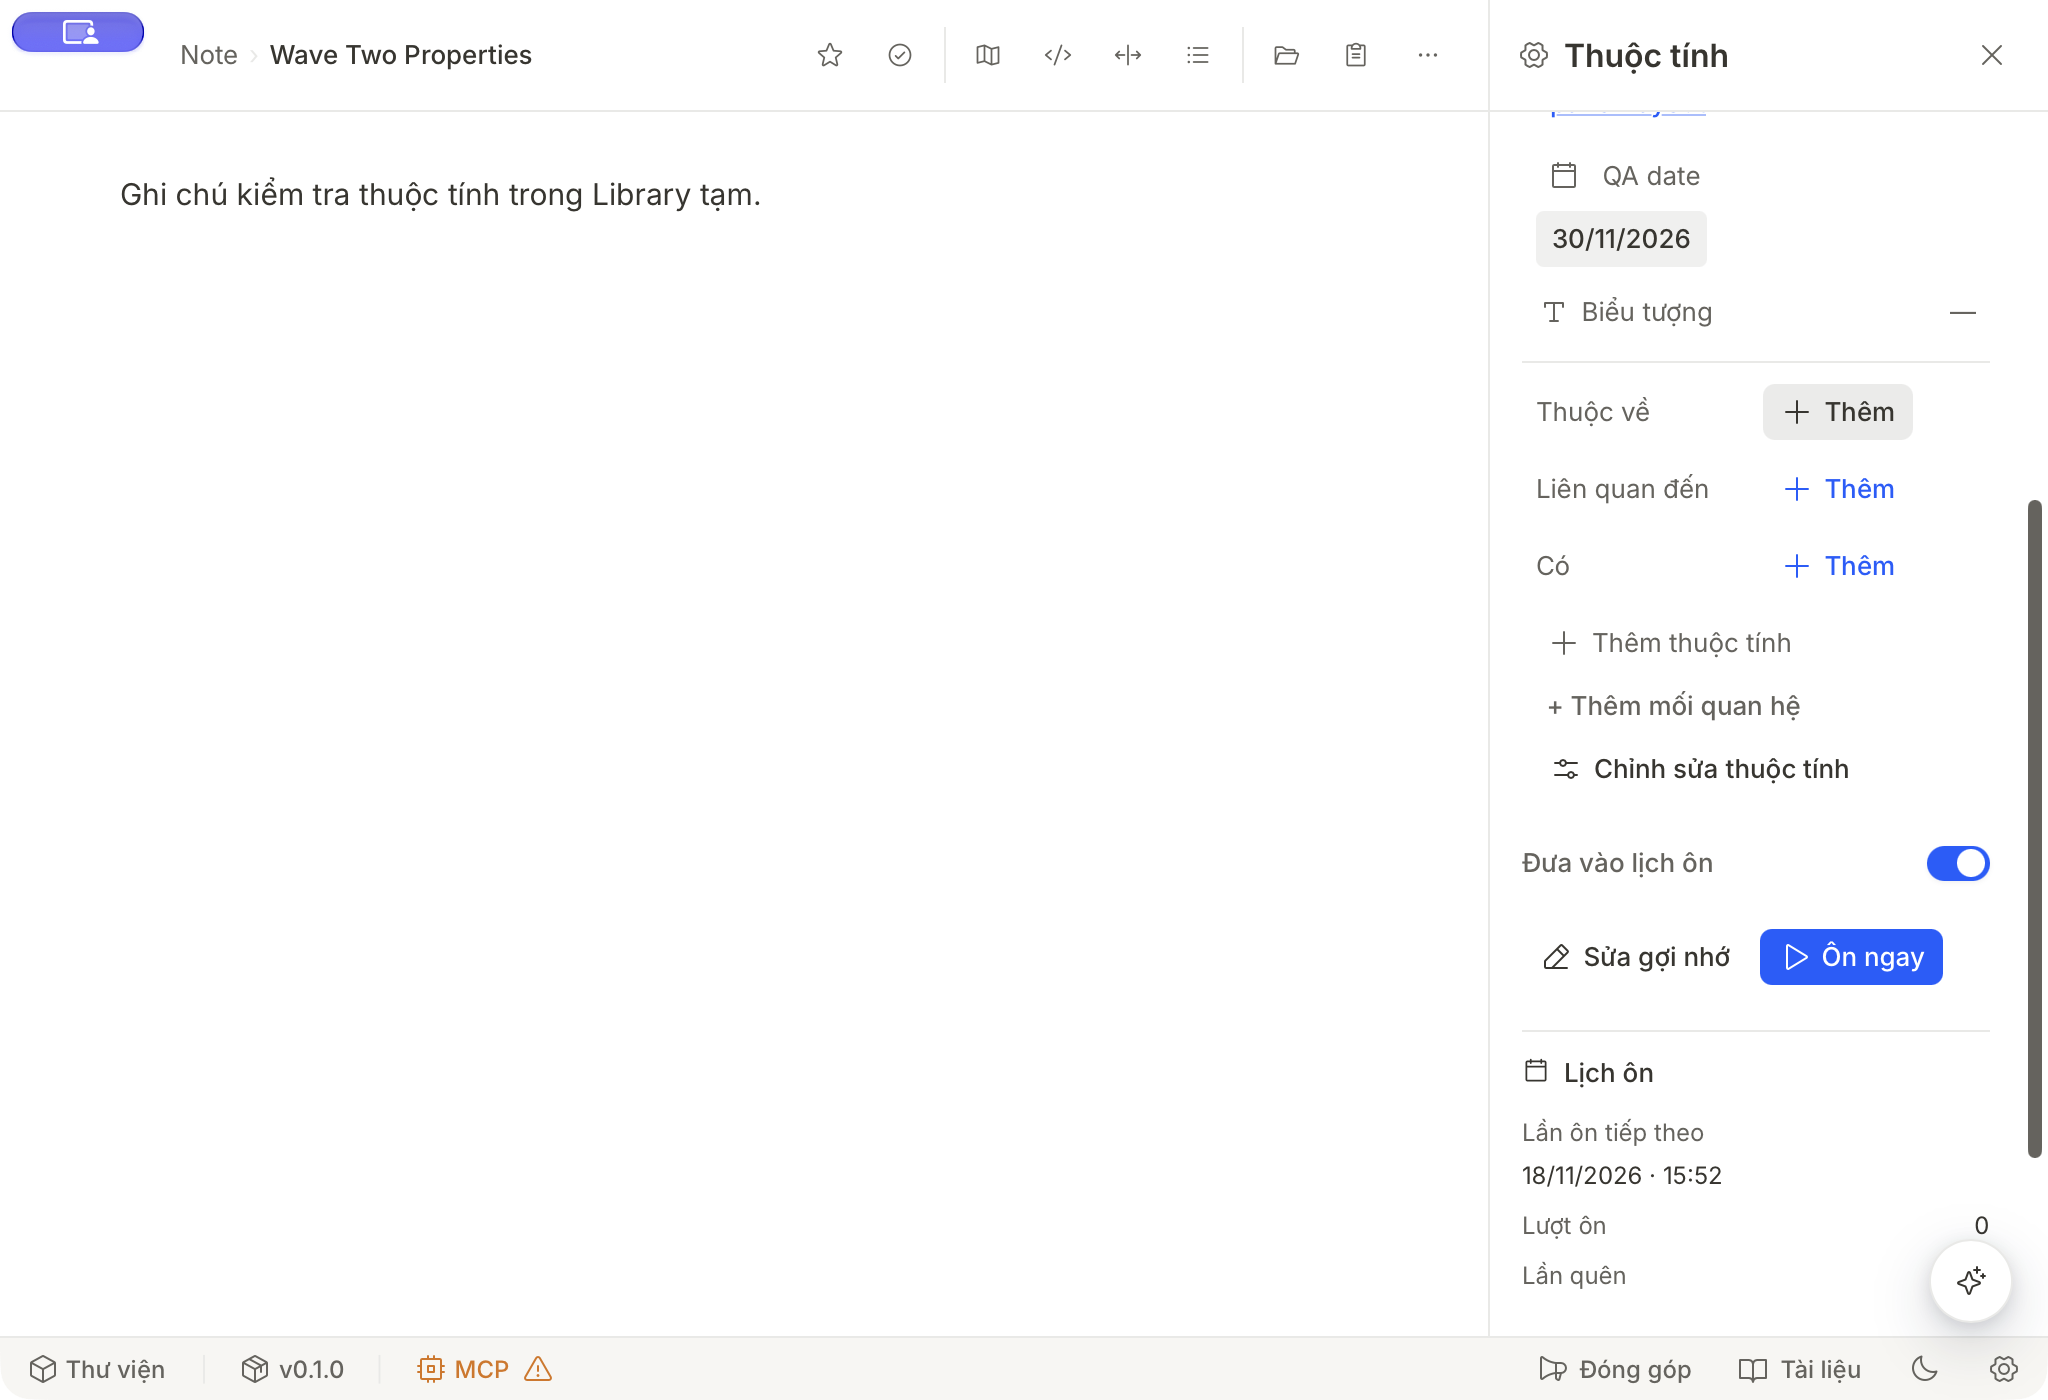 Note › Wave Two Properties
Thuộc tính
Ghi chú kiểm tra thuộc tính trong Library tạm.
QA date
30/11/2026
Biểu tượng —
Thuộc về + Thêm
Liên quan đến + Thêm
Có + Thêm
+ Thêm thuộc tính
+ Thêm mối quan hệ
Chỉnh sửa thuộc tính
Đưa vào lịch ôn
Sửa gợi nhớ Ôn ngay
Lịch ôn
Lần ôn tiếp theo
18/11/2026 · 15:52
Lượt ôn 0
Lần quên
Thư viện v0.1.0 MCP Đóng góp Tài liệu